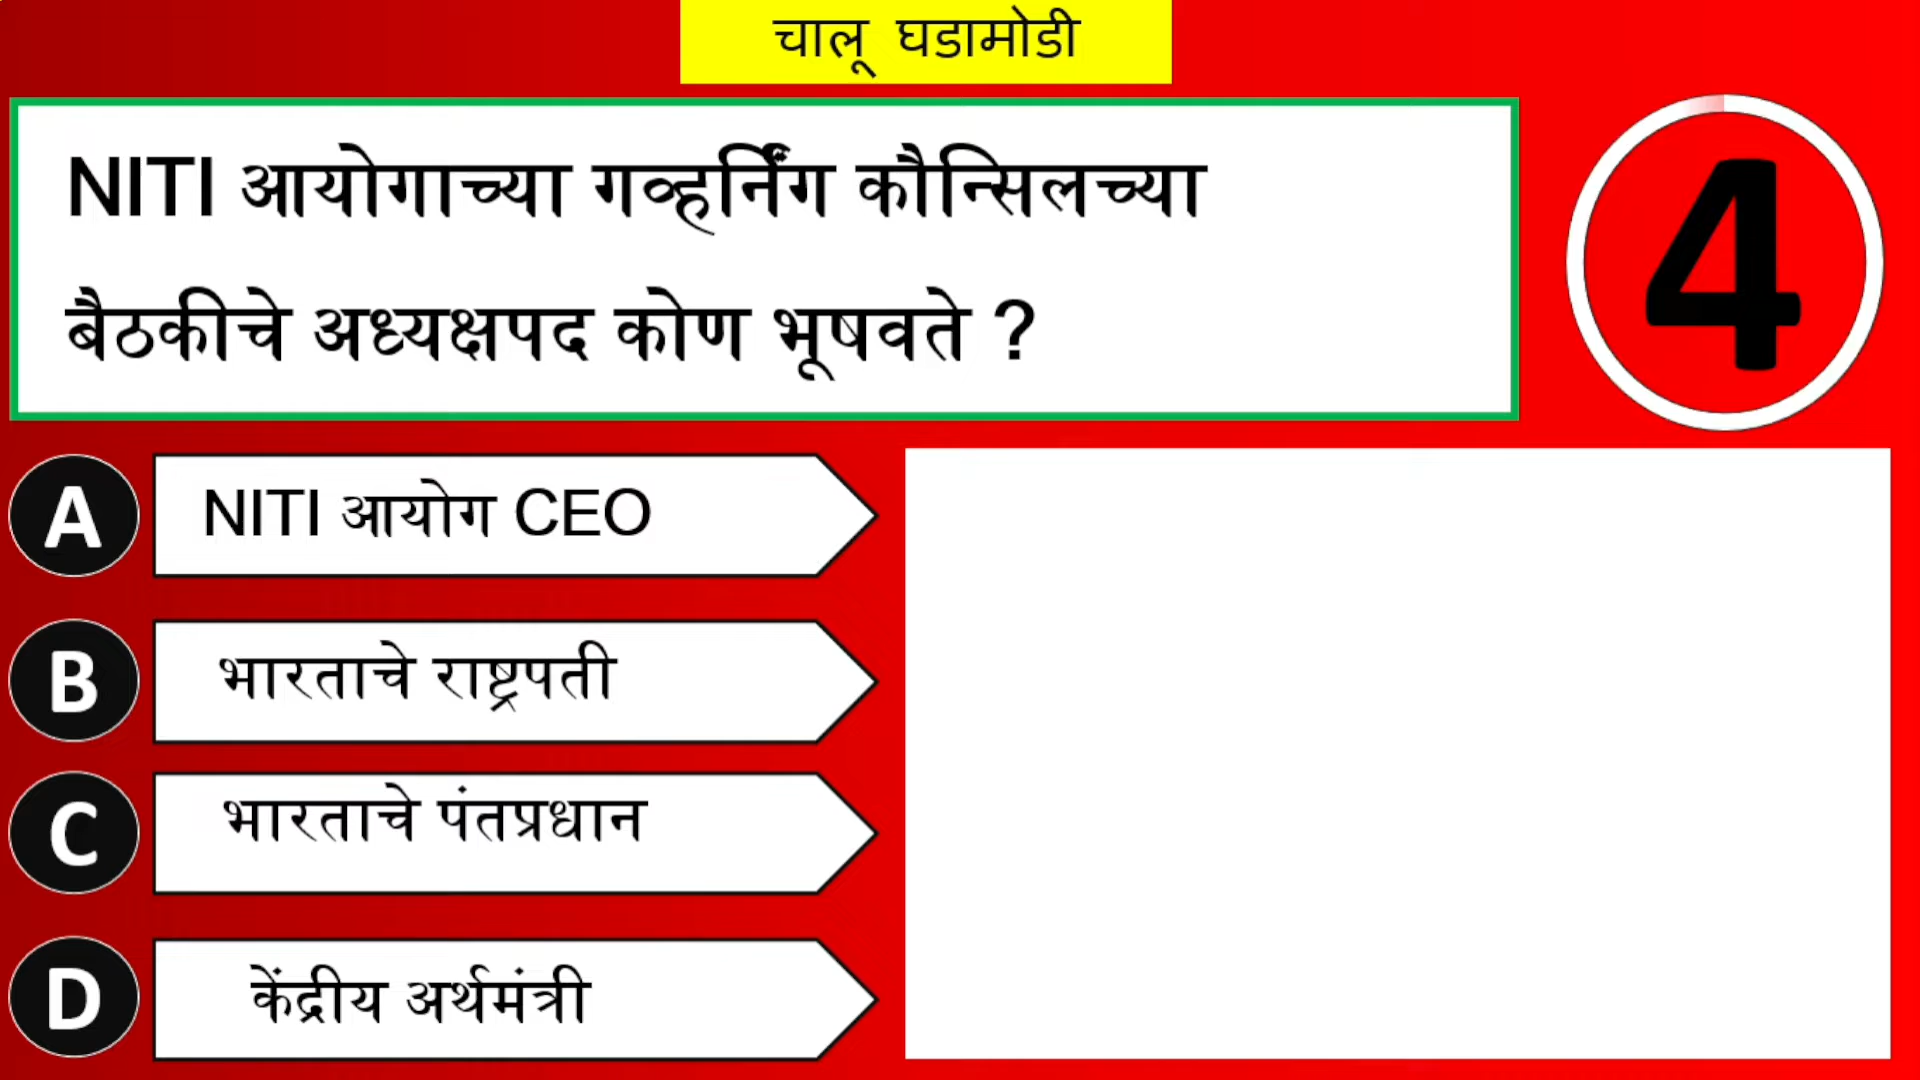 चालू घडामोडी
NITI आयोगाच्या गव्हर्निंग कौन्सिलच्या
बैठकीचे अध्यक्षपद कोण भूषवते ?
4
A NITI आयोग CEO
B भारताचे राष्ट्रपती
C भारताचे पंतप्रधान
D केंद्रीय अर्थमंत्री